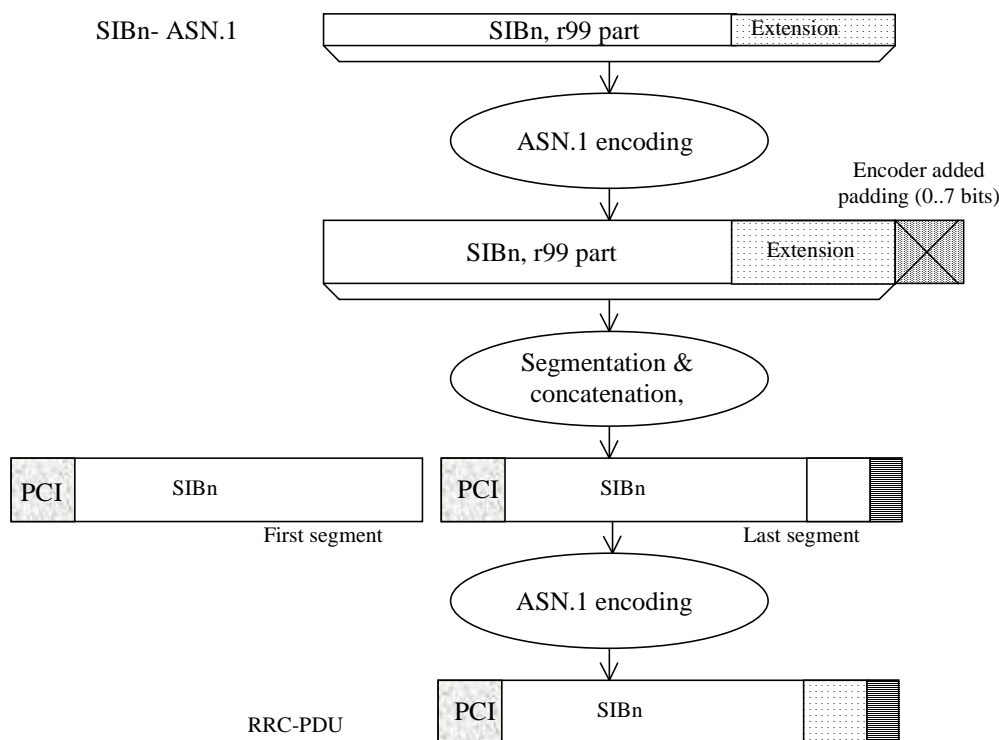 SIBn- ASN.1
SIBn, r99 part
Extension
ASN.1 encoding
Encoder added
padding (0..7 bits)
SIBn, r99 part
Extension
Segmentation &
concatenation,
PCI
SIBn
PCI
SIBn
First segment
Last segment
ASN.1 encoding
RRC-PDU
PCI
SIBn